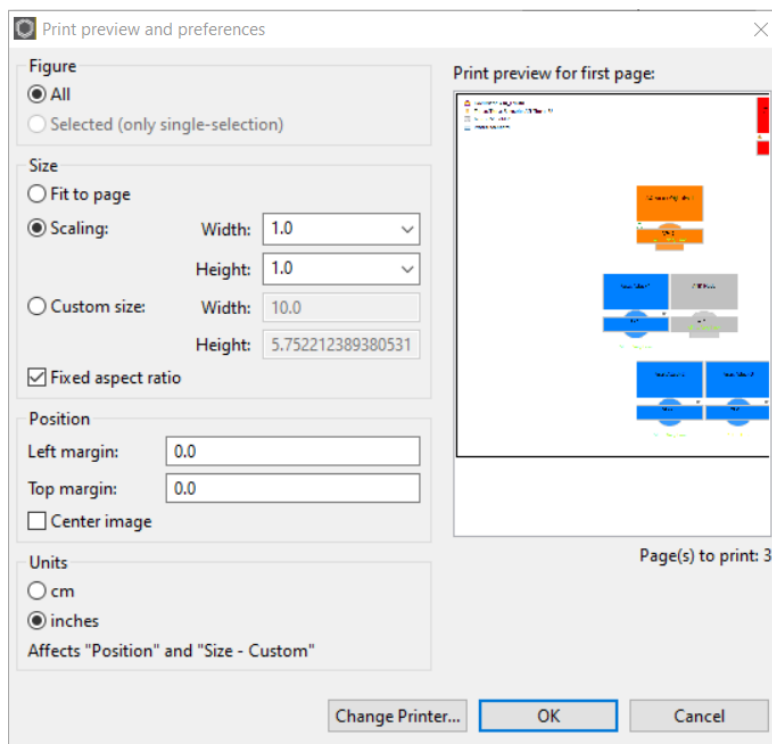 Print preview and preferences
Figure
All
Selected (only single-selection)
Size
Fit to page
Scaling:
Width: 1.0
Height: 1.0
Custom size:
Width: 10.0
Height: 5.752212389380531
Fixed aspect ratio
Position
Left margin: 0.0
Top margin: 0.0
Center image
Units
cm
inches
Affects "Position" and "Size - Custom"
Print preview for first page:
Page(s) to print: 3
Change Printer...
OK
Cancel